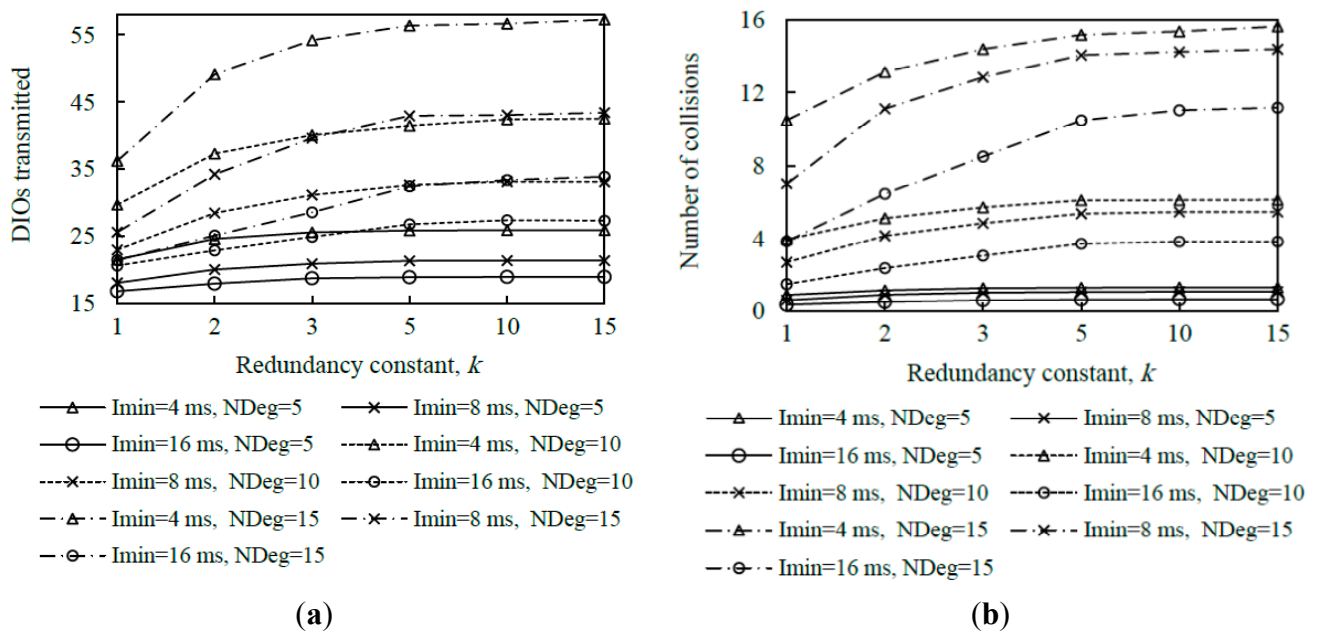 55
45
35
25
15
DIOs transmitted
1 2 3 5 10 15
Redundancy constant, k
Imin=4 ms, NDeg=5
Imin=8 ms, NDeg=5
Imin=16 ms, NDeg=5
Imin=4 ms, NDeg=10
Imin=8 ms, NDeg=10
Imin=16 ms, NDeg=10
Imin=4 ms, NDeg=15
Imin=8 ms, NDeg=15
Imin=16 ms, NDeg=15
(a)
16
12
8
4
0
Number of collisions
1 2 3 5 10 15
Redundancy constant, k
Imin=4 ms, NDeg=5
Imin=8 ms, NDeg=5
Imin=16 ms, NDeg=5
Imin=4 ms, NDeg=10
Imin=8 ms, NDeg=10
Imin=16 ms, NDeg=10
Imin=4 ms, NDeg=15
Imin=8 ms, NDeg=15
Imin=16 ms, NDeg=15
(b)